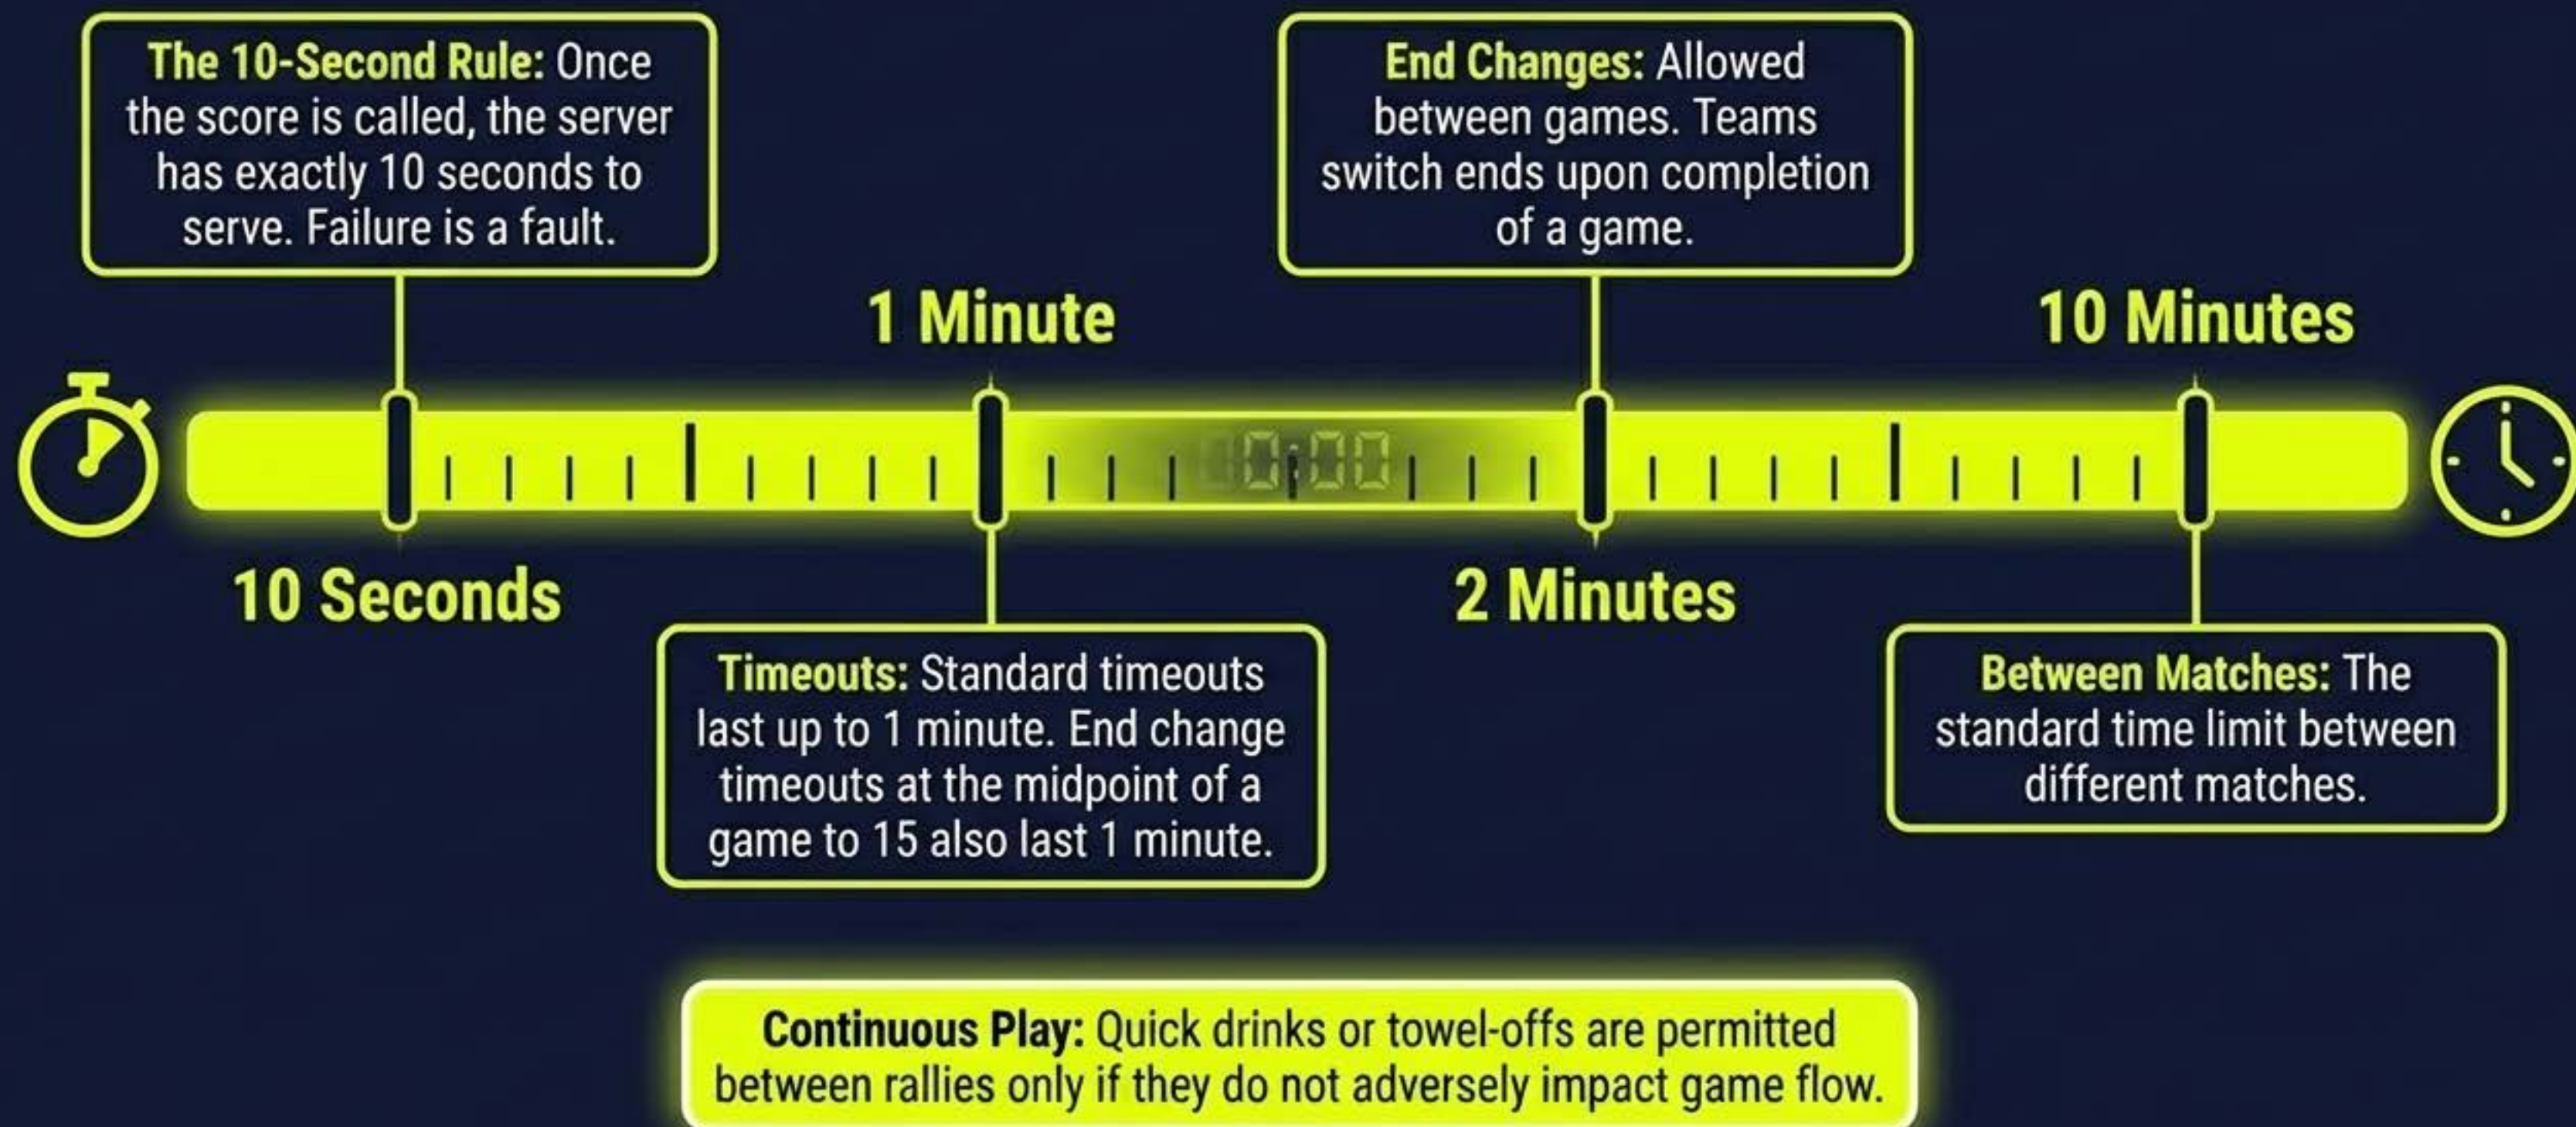 The 10-Second Rule: Once
the score is called, the server
has exactly 10 seconds to
serve. Failure is a fault.
End Changes: Allowed
between games. Teams
switch ends upon completion
of a game.
1 Minute
10 Minutes
0:00
10 Seconds
2 Minutes
Timeouts: Standard timeouts
last up to 1 minute. End change
timeouts at the midpoint of a
game to 15 also last 1 minute.
Between Matches: The
standard time limit between
different matches.
Continuous Play: Quick drinks or towel-offs are permitted
between rallies only if they do not adversely impact game flow.